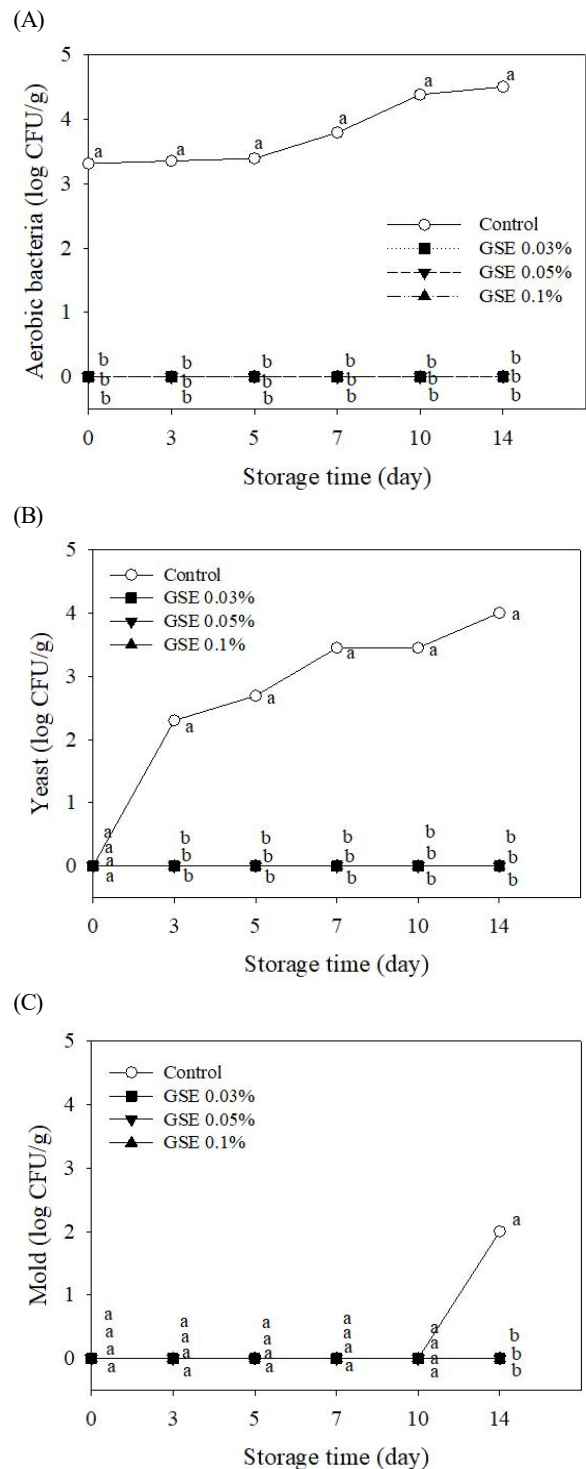 (A)
5
4
3
2
1
0
Aerobic bacteria (log CFU/g)
a a a a a a
Control
GSE 0.03%
GSE 0.05%
GSE 0.1%
b b b b b b
b b b b b b
b b b b b b
0 3 5 7 10 14
Storage time (day)
(B)
5
4
3
2
1
0
Yeast (log CFU/g)
Control
GSE 0.03%
GSE 0.05%
GSE 0.1%
a a a a a
a b b b b b
a b b b b b
a b b b b b
a
0 3 5 7 10 14
Storage time (day)
(C)
5
4
3
2
1
0
Mold (log CFU/g)
Control
GSE 0.03%
GSE 0.05%
GSE 0.1%
a
a a a a a b
a a a a a b
a a a a a b
a a a a a
0 3 5 7 10 14
Storage time (day)